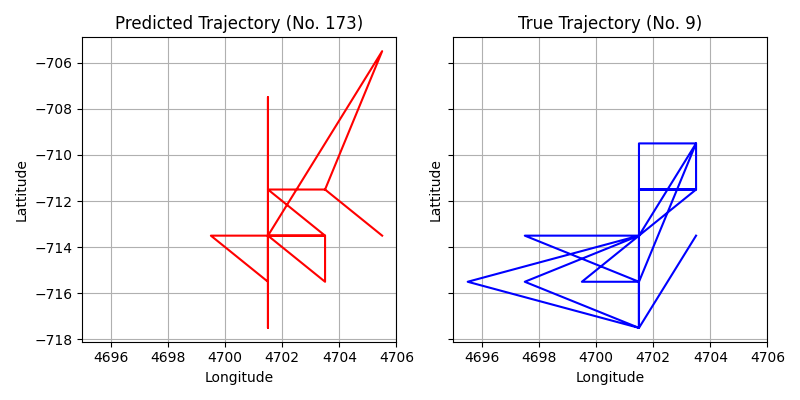 Predicted Trajectory (No. 173)
True Trajectory (No. 9)
−706
−708
−710
−712
−714
−716
−718
Lattitude
Lattitude
4696 4698 4700 4702 4704 4706
4696 4698 4700 4702 4704 4706
Longitude
Longitude